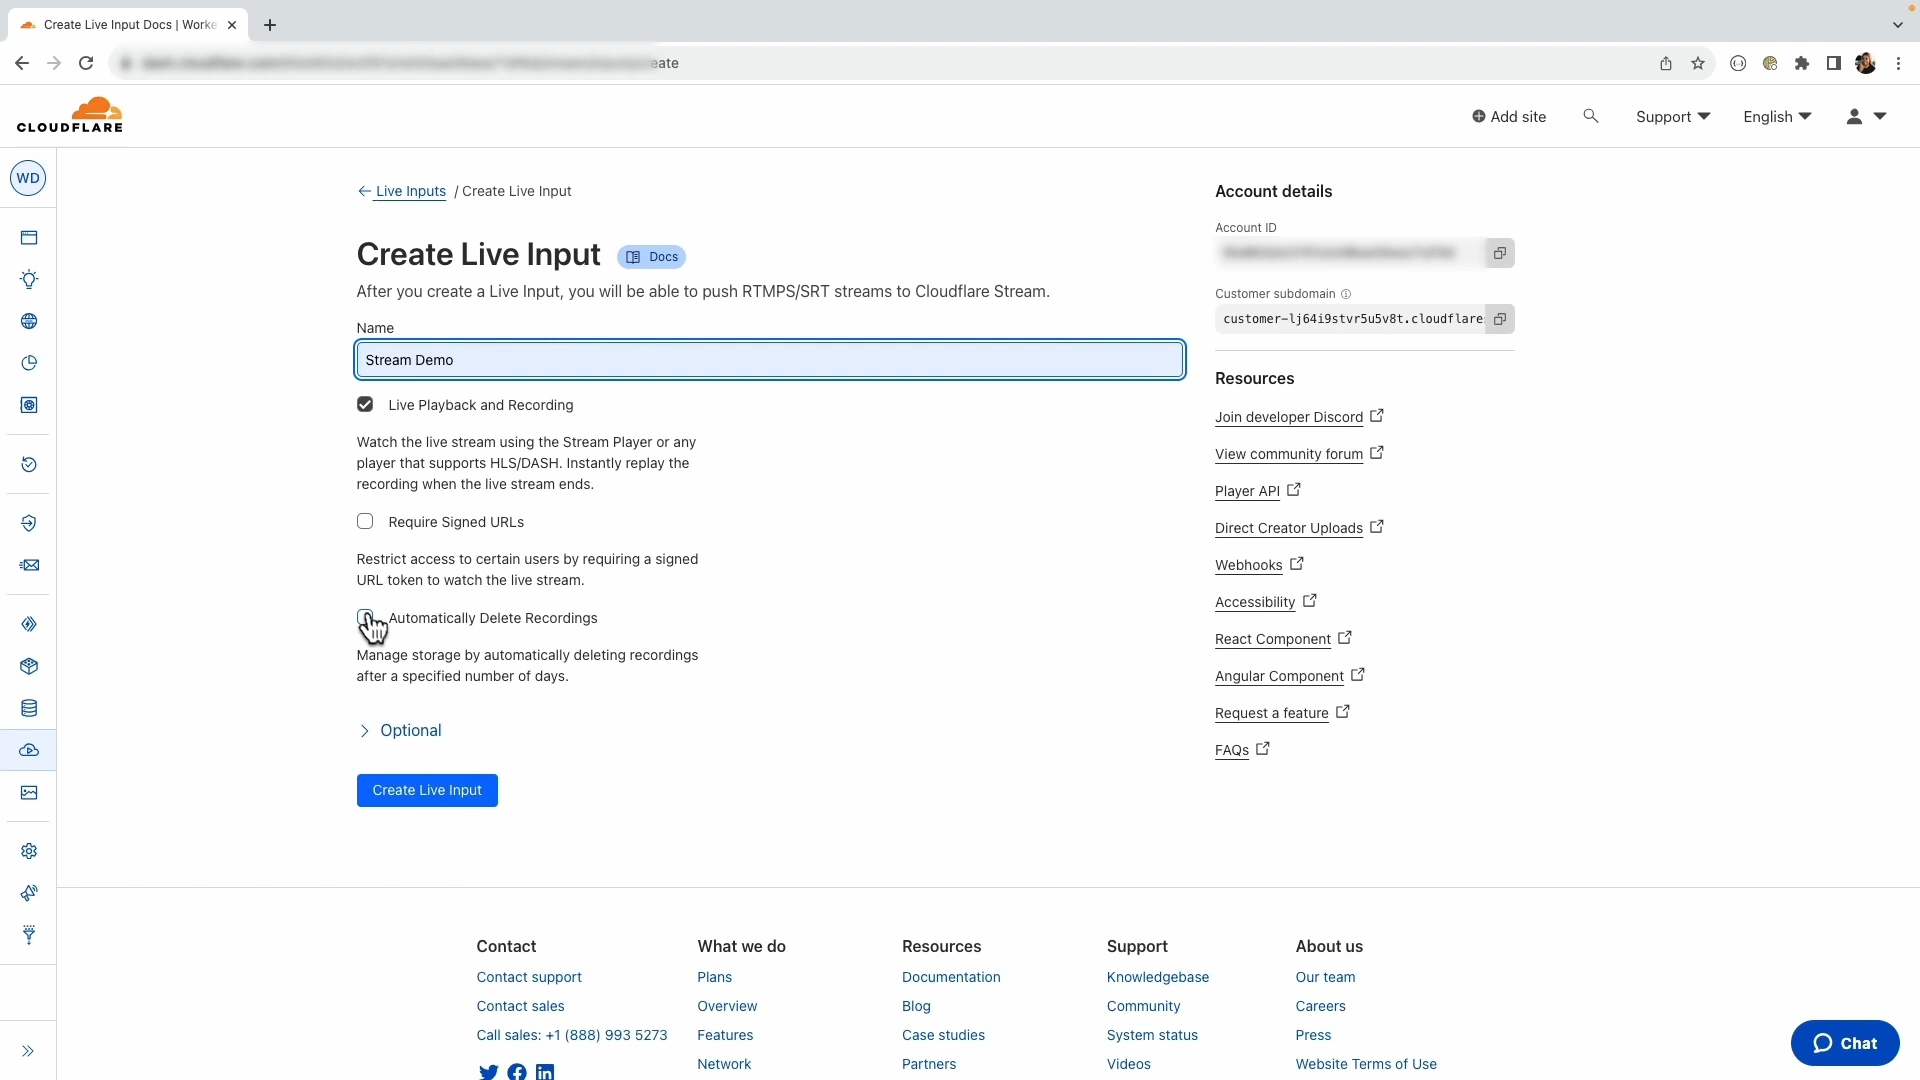 Create Live Input Docs | Worke
eate
CLOUDFLARE
Add site
Support
English
WD
Live Inputs / Create Live Input
Create Live Input
Docs
After you create a Live Input, you will be able to push RTMPS/SRT streams to Cloudflare Stream.
Name
Stream Demo
Live Playback and Recording
Watch the live stream using the Stream Player or any
player that supports HLS/DASH. Instantly replay the
recording when the live stream ends.
Require Signed URLs
Restrict access to certain users by requiring a signed
URL token to watch the live stream.
Automatically Delete Recordings
Manage storage by automatically deleting recordings
after a specified number of days.
Optional
Create Live Input
Account details
Account ID
Customer subdomain
customer-lj64i9stvr5u5v8t.cloudflare
Resources
Join developer Discord
View community forum
Player API
Direct Creator Uploads
Webhooks
Accessibility
React Component
Angular Component
Request a feature
FAQs
Contact
Contact support
Contact sales
Call sales: +1 (888) 993 5273
What we do
Plans
Overview
Features
Network
Resources
Documentation
Blog
Case studies
Partners
Support
Knowledgebase
Community
System status
Videos
About us
Our team
Careers
Press
Website Terms of Use
Chat